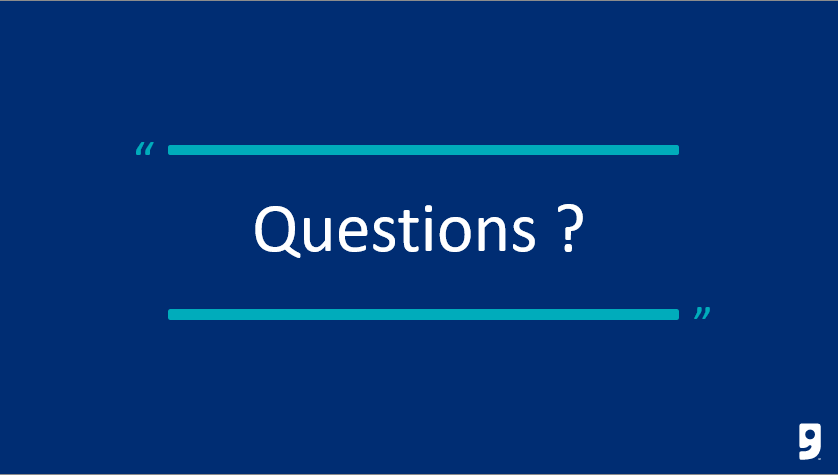 “
Questions ?
”
g